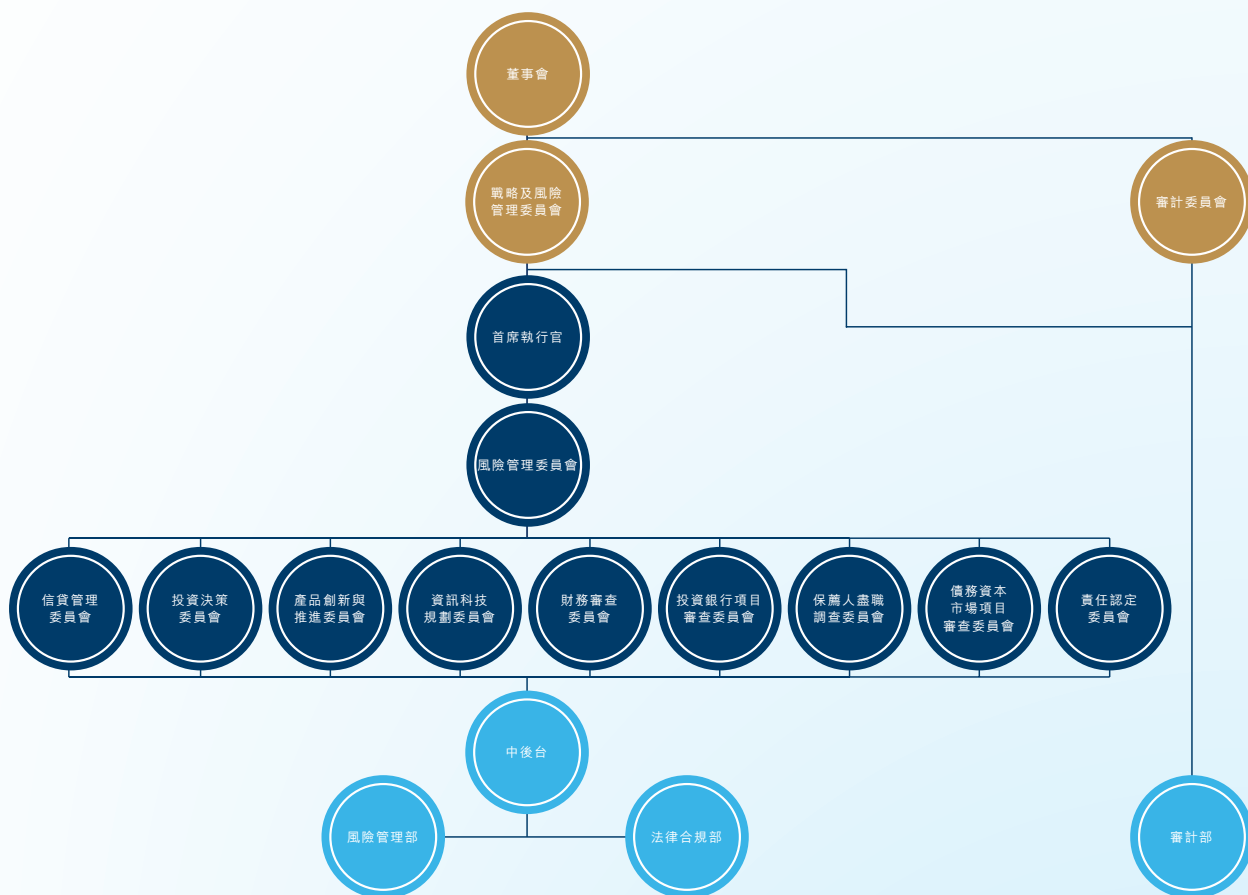 董事會
戰略及風險
管理委員會
審計委員會
首席執行官
風險管理委員會
信貸管理
委員會
投資決策
委員會
產品創新與
推進委員會
資訊科技
規劃委員會
財務審查
委員會
投資銀行項目
審查委員會
保薦人盡職
調查委員會
債務資本
市場項目
審查委員會
責任認定
委員會
中後台
風險管理部
法律合規部
審計部